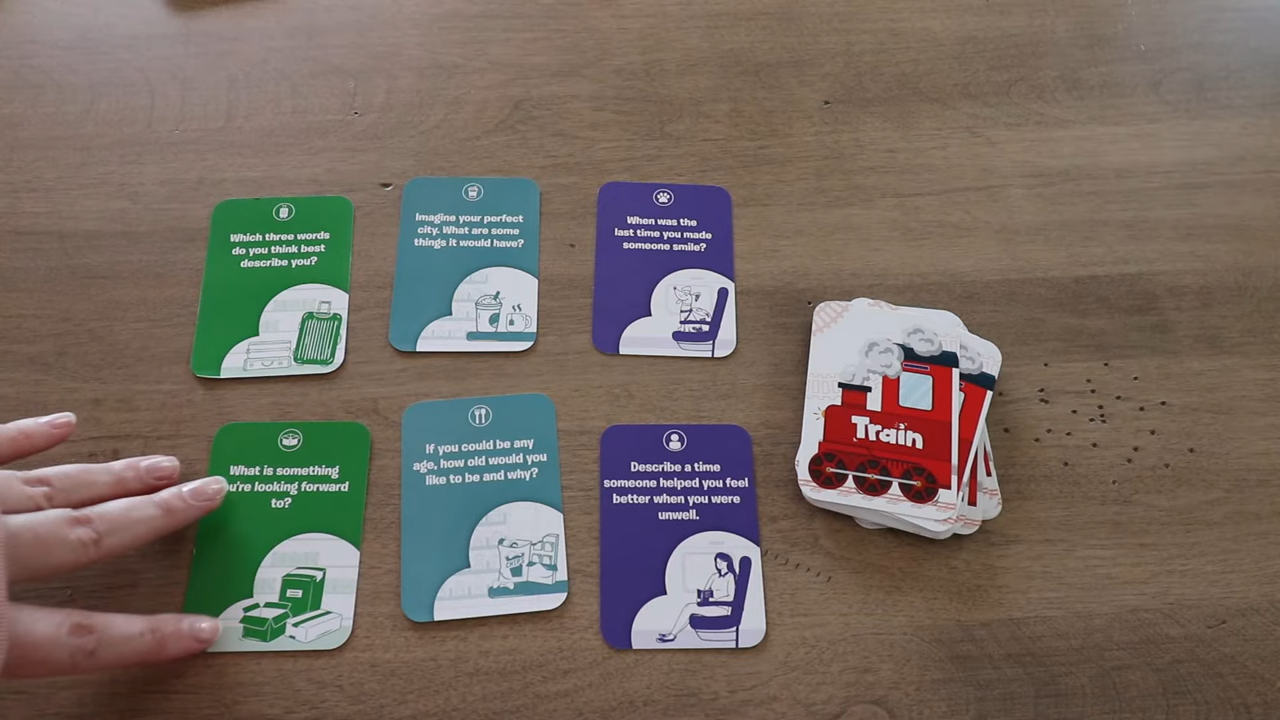 Which three words
do you think best
describe you?
Imagine your perfect
city. What are some
things it would have?
When was the
last time you made
someone smile?
What is something
you're looking forward
to?
If you could be any
age, how old would you
like to be and why?
CHIPS
Describe a time
someone helped you feel
better when you were
unwell.
Train